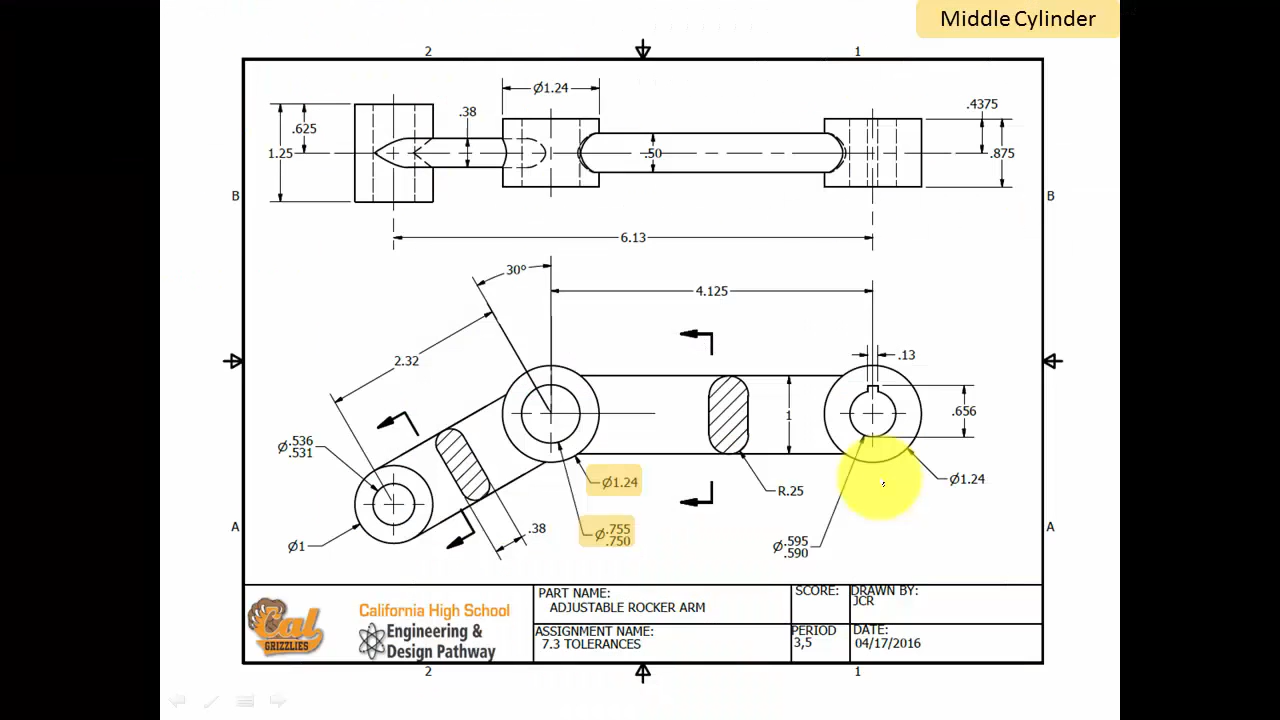 Middle Cylinder
2
1
Ø1.24
.38
.4375
.625
1.25
.50
.875
B
B
6.13
30°
4.125
2.32
.13
1
.656
Ø.536
.531
Ø1.24
R.25
Ø1.24
Ø.755
.750
.38
A
A
Ø1
Ø.595
.590
PART NAME:
ADJUSTABLE ROCKER ARM
SCORE:
DRAWN BY:
JCR
Cal
GRIZZLIES
California High School
Engineering &
Design Pathway
ASSIGNMENT NAME:
7.3 TOLERANCES
PERIOD
3,5
DATE:
04/17/2016
2
1